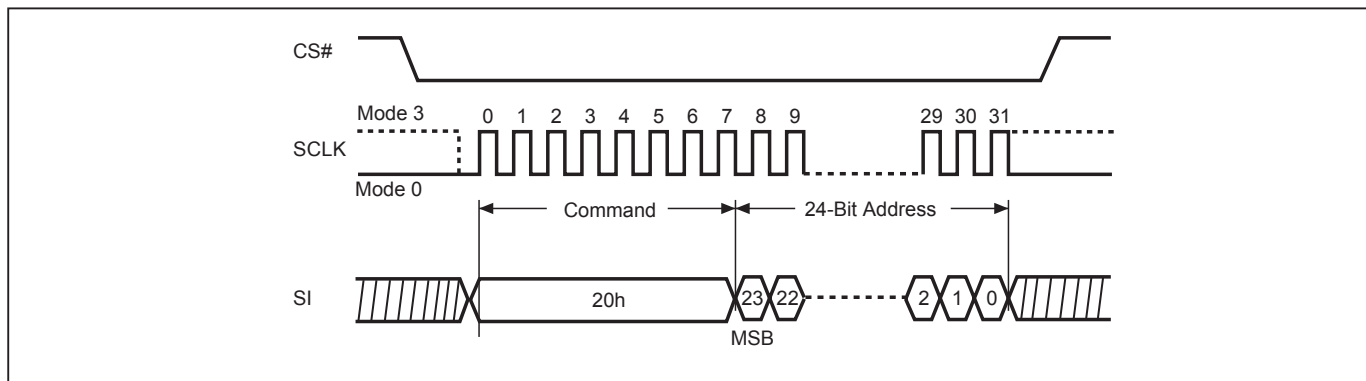 CS#
Mode 3
0 1 2 3 4 5 6 7 8 9 29 30 31
SCLK
Mode 0
Command 24-Bit Address
SI 20h 23 22 2 1 0
MSB